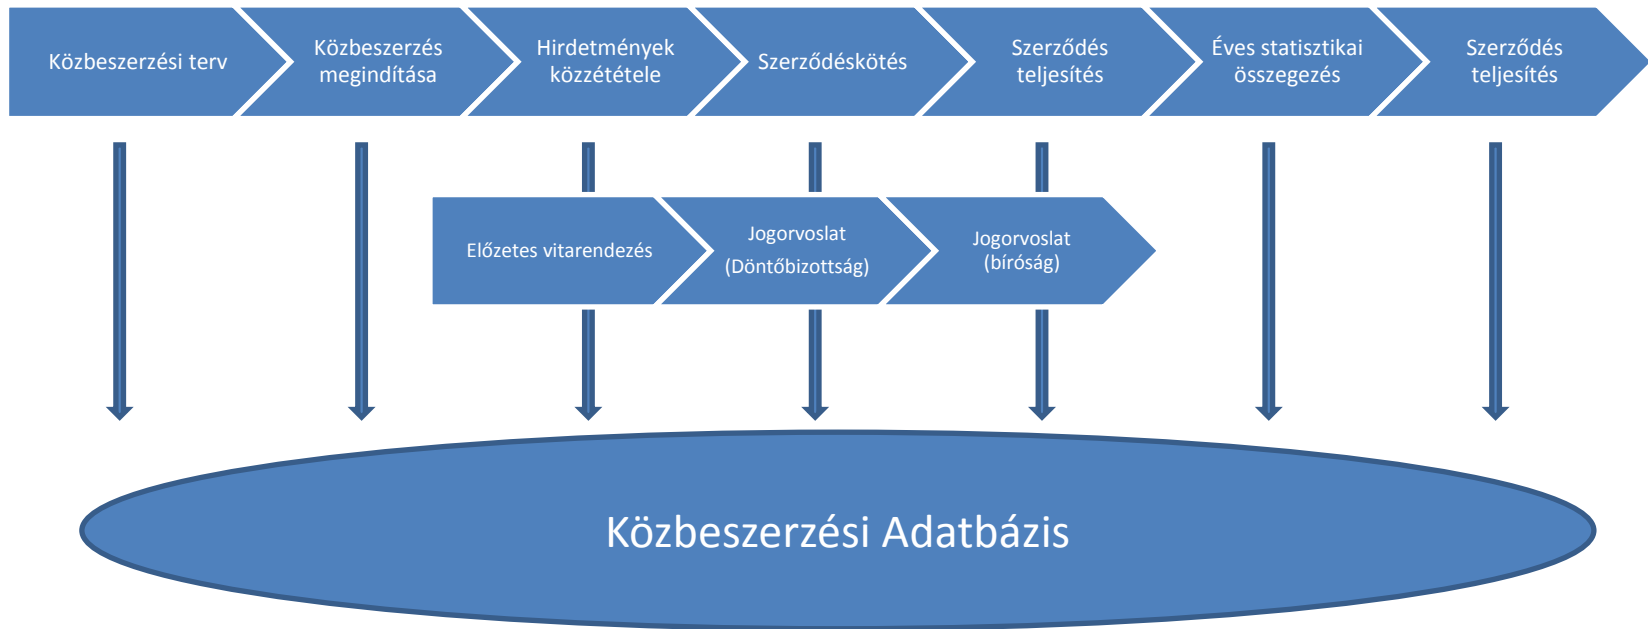 Közbeszerzési terv
Közbeszerzés
megindítása
Hirdetmények
közzététele
Szerződéskötés
Szerződés
teljesítés
Éves statisztikai
összegezés
Szerződés
teljesítés
Előzetes vitarendezés
Jogorvoslat
(Döntőbizottság)
Jogorvoslat
(bíróság)
Közbeszerzési Adatbázis